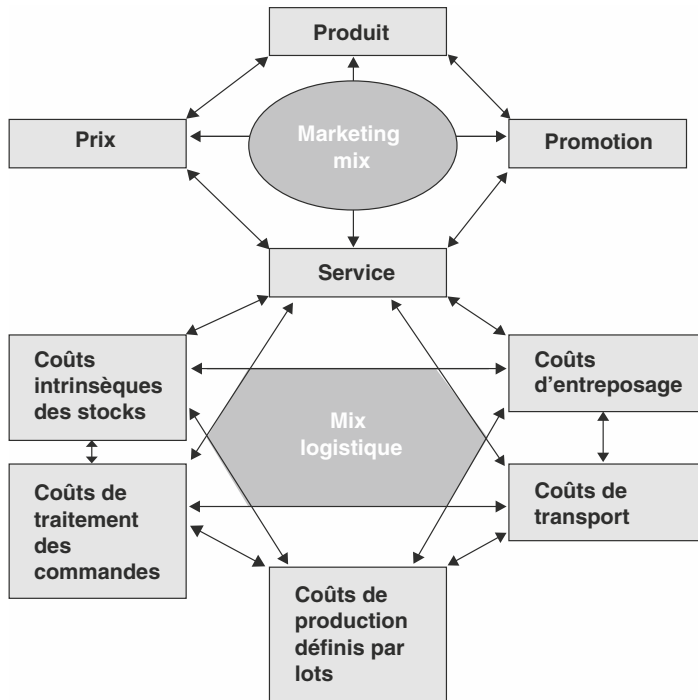 Produit
Prix
Marketing
mix
Promotion
Service
Coûts
intrinsèques
des stocks
Coûts
d'entreposage
Mix
logistique
Coûts de
traitement
des
commandes
Coûts de
transport
Coûts de
production
définis par
lots